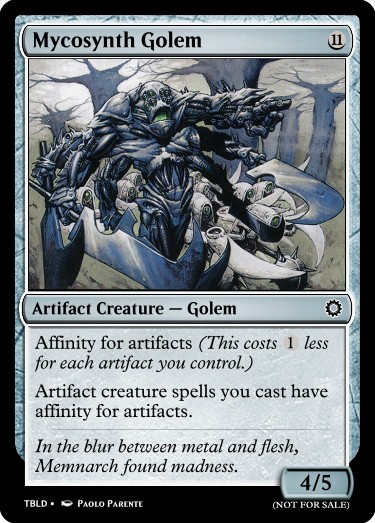 Mycosynth Golem 11
Artifact Creature — Golem
Affinity for artifacts (This costs 1 less
for each artifact you control.)
Artifact creature spells you cast have
affinity for artifacts.
In the blur between metal and flesh,
Memnarch found madness.
4/5
TBLD • Paolo Parente
(NOT FOR SALE)